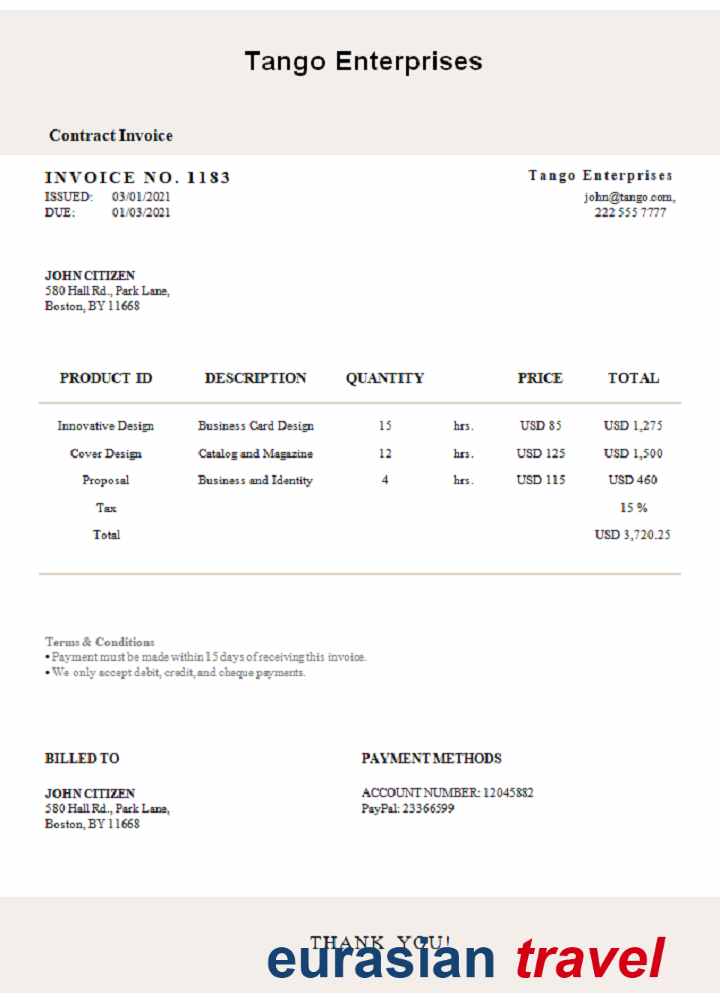 Tango Enterprises
Contract Invoice
INVOICE NO. 1183
Tango Enterprises
ISSUED: 03/01/2021
john@tango.com,
DUE: 01/03/2021
222 555 7777
JOHN CITIZEN
580 Hall Rd., Park Lane,
Boston, BY 11668
PRODUCT ID DESCRIPTION QUANTITY PRICE TOTAL
Innovative Design Business Card Design 15 hrs. USD 85 USD 1,275
Cover Design Catalog and Magazine 12 hrs. USD 125 USD 1,500
Proposal Business and Identity 4 hrs. USD 115 USD 460
Tax 15 %
Total USD 3,720.25
Terms & Conditions
• Payment must be made within 15 days of receiving this invoice.
• We only accept debit, credit, and cheque payments.
BILLED TO PAYMENT METHODS
JOHN CITIZEN ACCOUNT NUMBER: 12045882
580 Hall Rd., Park Lane, PayPal: 23366599
Boston, BY 11668
THANK YOU!
eurasian travel